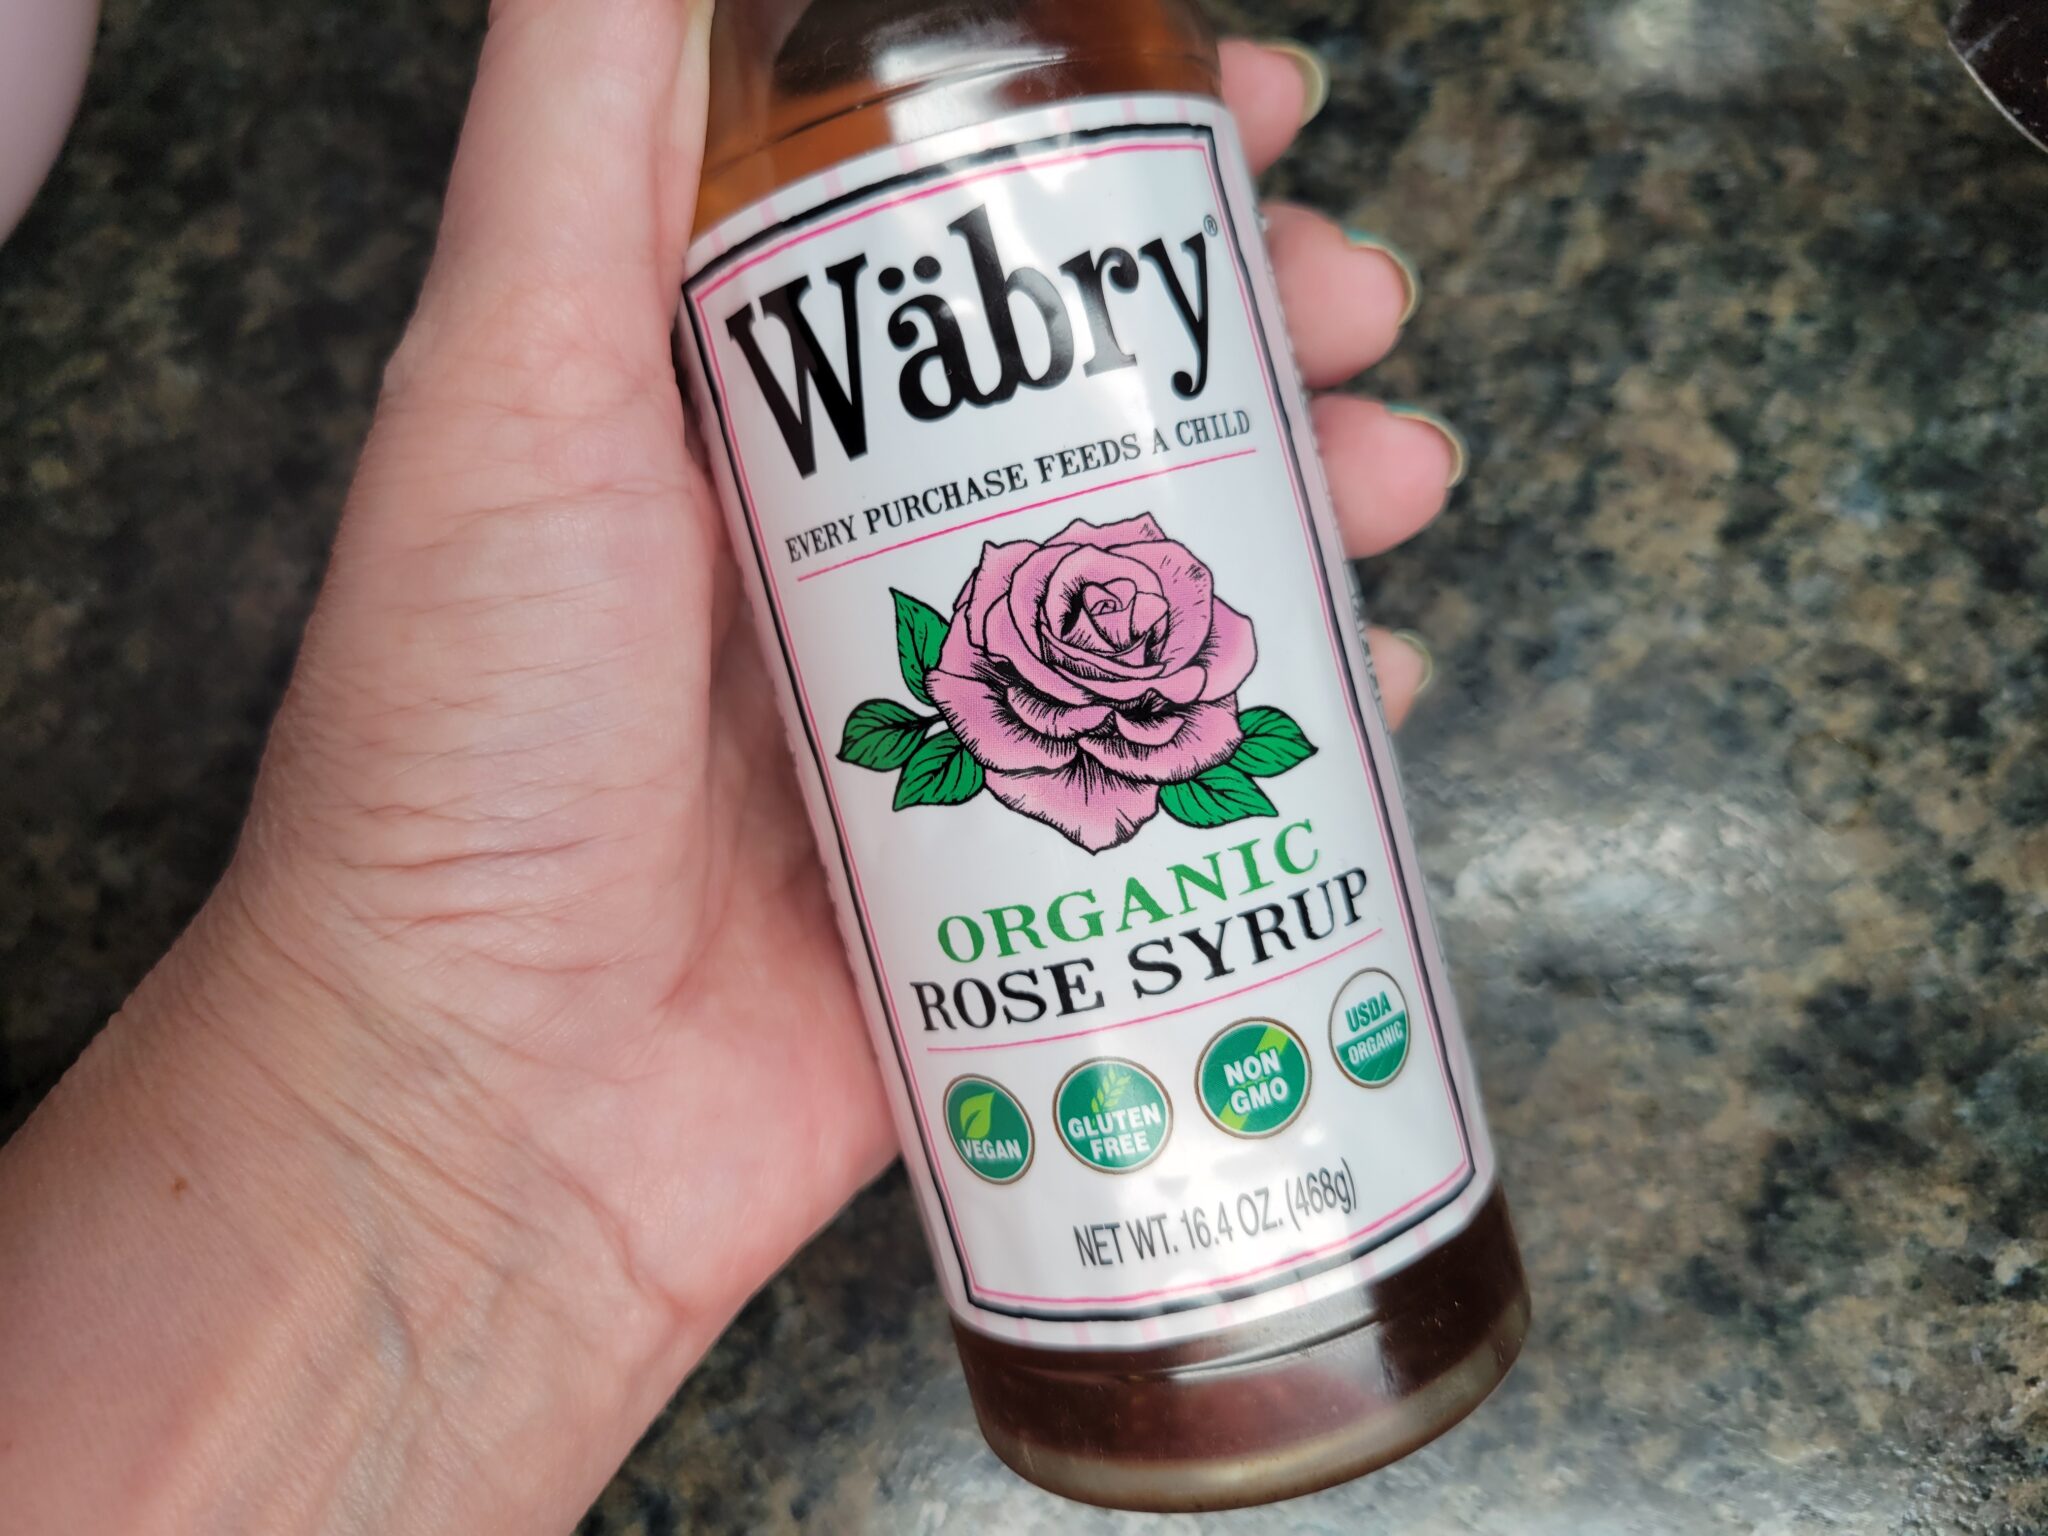 Wäbry®
EVERY PURCHASE FEEDS A CHILD
ORGANIC
ROSE SYRUP
VEGAN
GLUTEN
FREE
NON
GMO
USDA
ORGANIC
NET WT. 16.4 OZ. (468g)